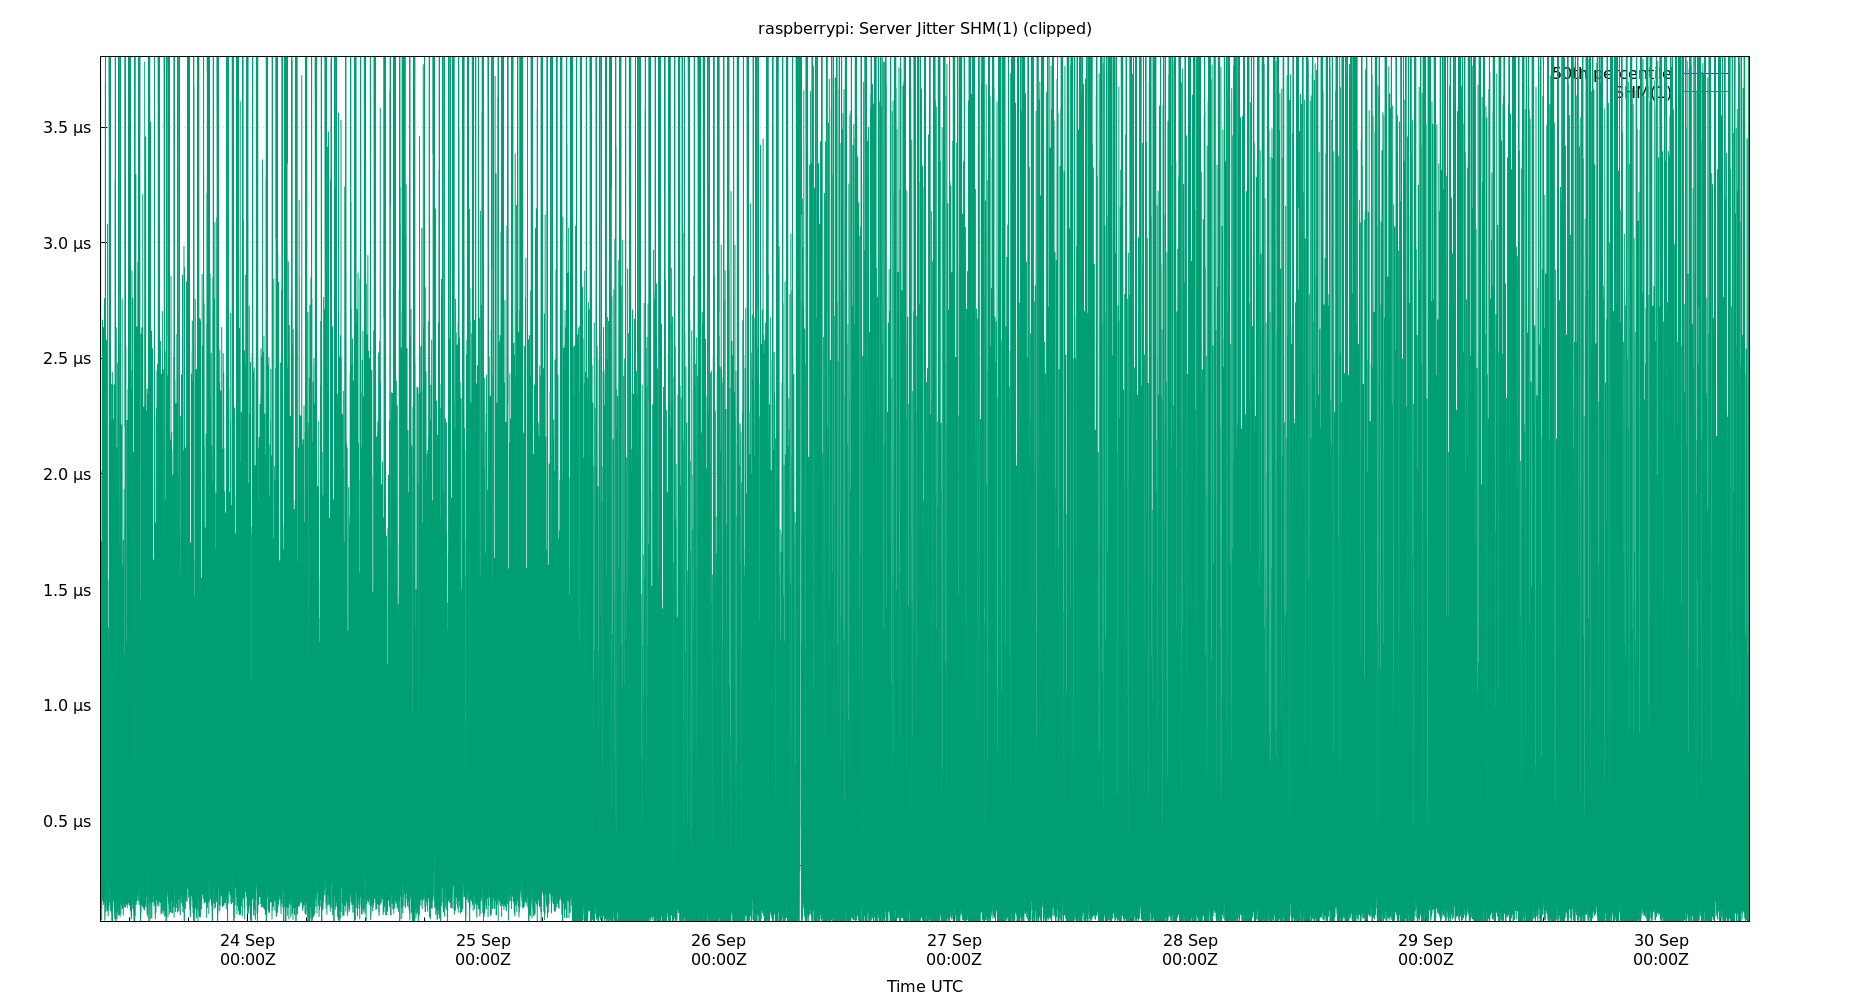 raspberrypi: Server Jitter SHM(1) (clipped)
50th percentile
SHM(1)
3.5 µs
3.0 µs
2.5 µs
2.0 µs
1.5 µs
1.0 µs
0.5 µs
24 Sep 25 Sep 26 Sep 27 Sep 28 Sep 29 Sep 30 Sep
00:00Z 00:00Z 00:00Z 00:00Z 00:00Z 00:00Z 00:00Z
Time UTC